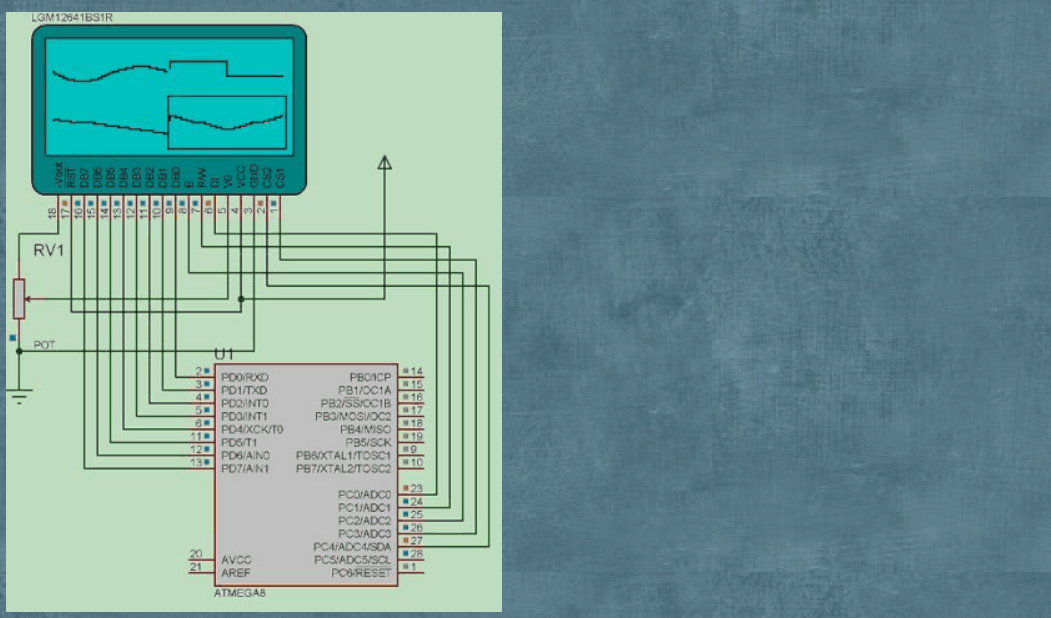 LGM12641BS1R
-Vout
RST
DB7
DB6
DB5
DB4
DB3
DB2
DB1
DB0
E
R/W
DI
V0
VCC
GND
CS2
CS1
18
17
16
15
14
13
12
11
10
9
8
7
6
5
4
3
2
1
RV1
POT
U1
2 PD0/RXD PB0/ICP 14
3 PD1/TXD PB1/OC1A 15
4 PD2/INT0 PB2/SS/OC1B 16
5 PD3/INT1 PB3/MOSI/OC2 17
6 PD4/XCK/T0 PB4/MISO 18
11 PD5/T1 PB5/SCK 19
12 PD6/AIN0 PB6/XTAL1/TOSC1 9
13 PD7/AIN1 PB7/XTAL2/TOSC2 10
PC0/ADC0 23
PC1/ADC1 24
PC2/ADC2 25
PC3/ADC3 26
PC4/ADC4/SDA 27
20 AVCC PC5/ADC5/SCL 28
21 AREF PC6/RESET 1
ATMEGA8